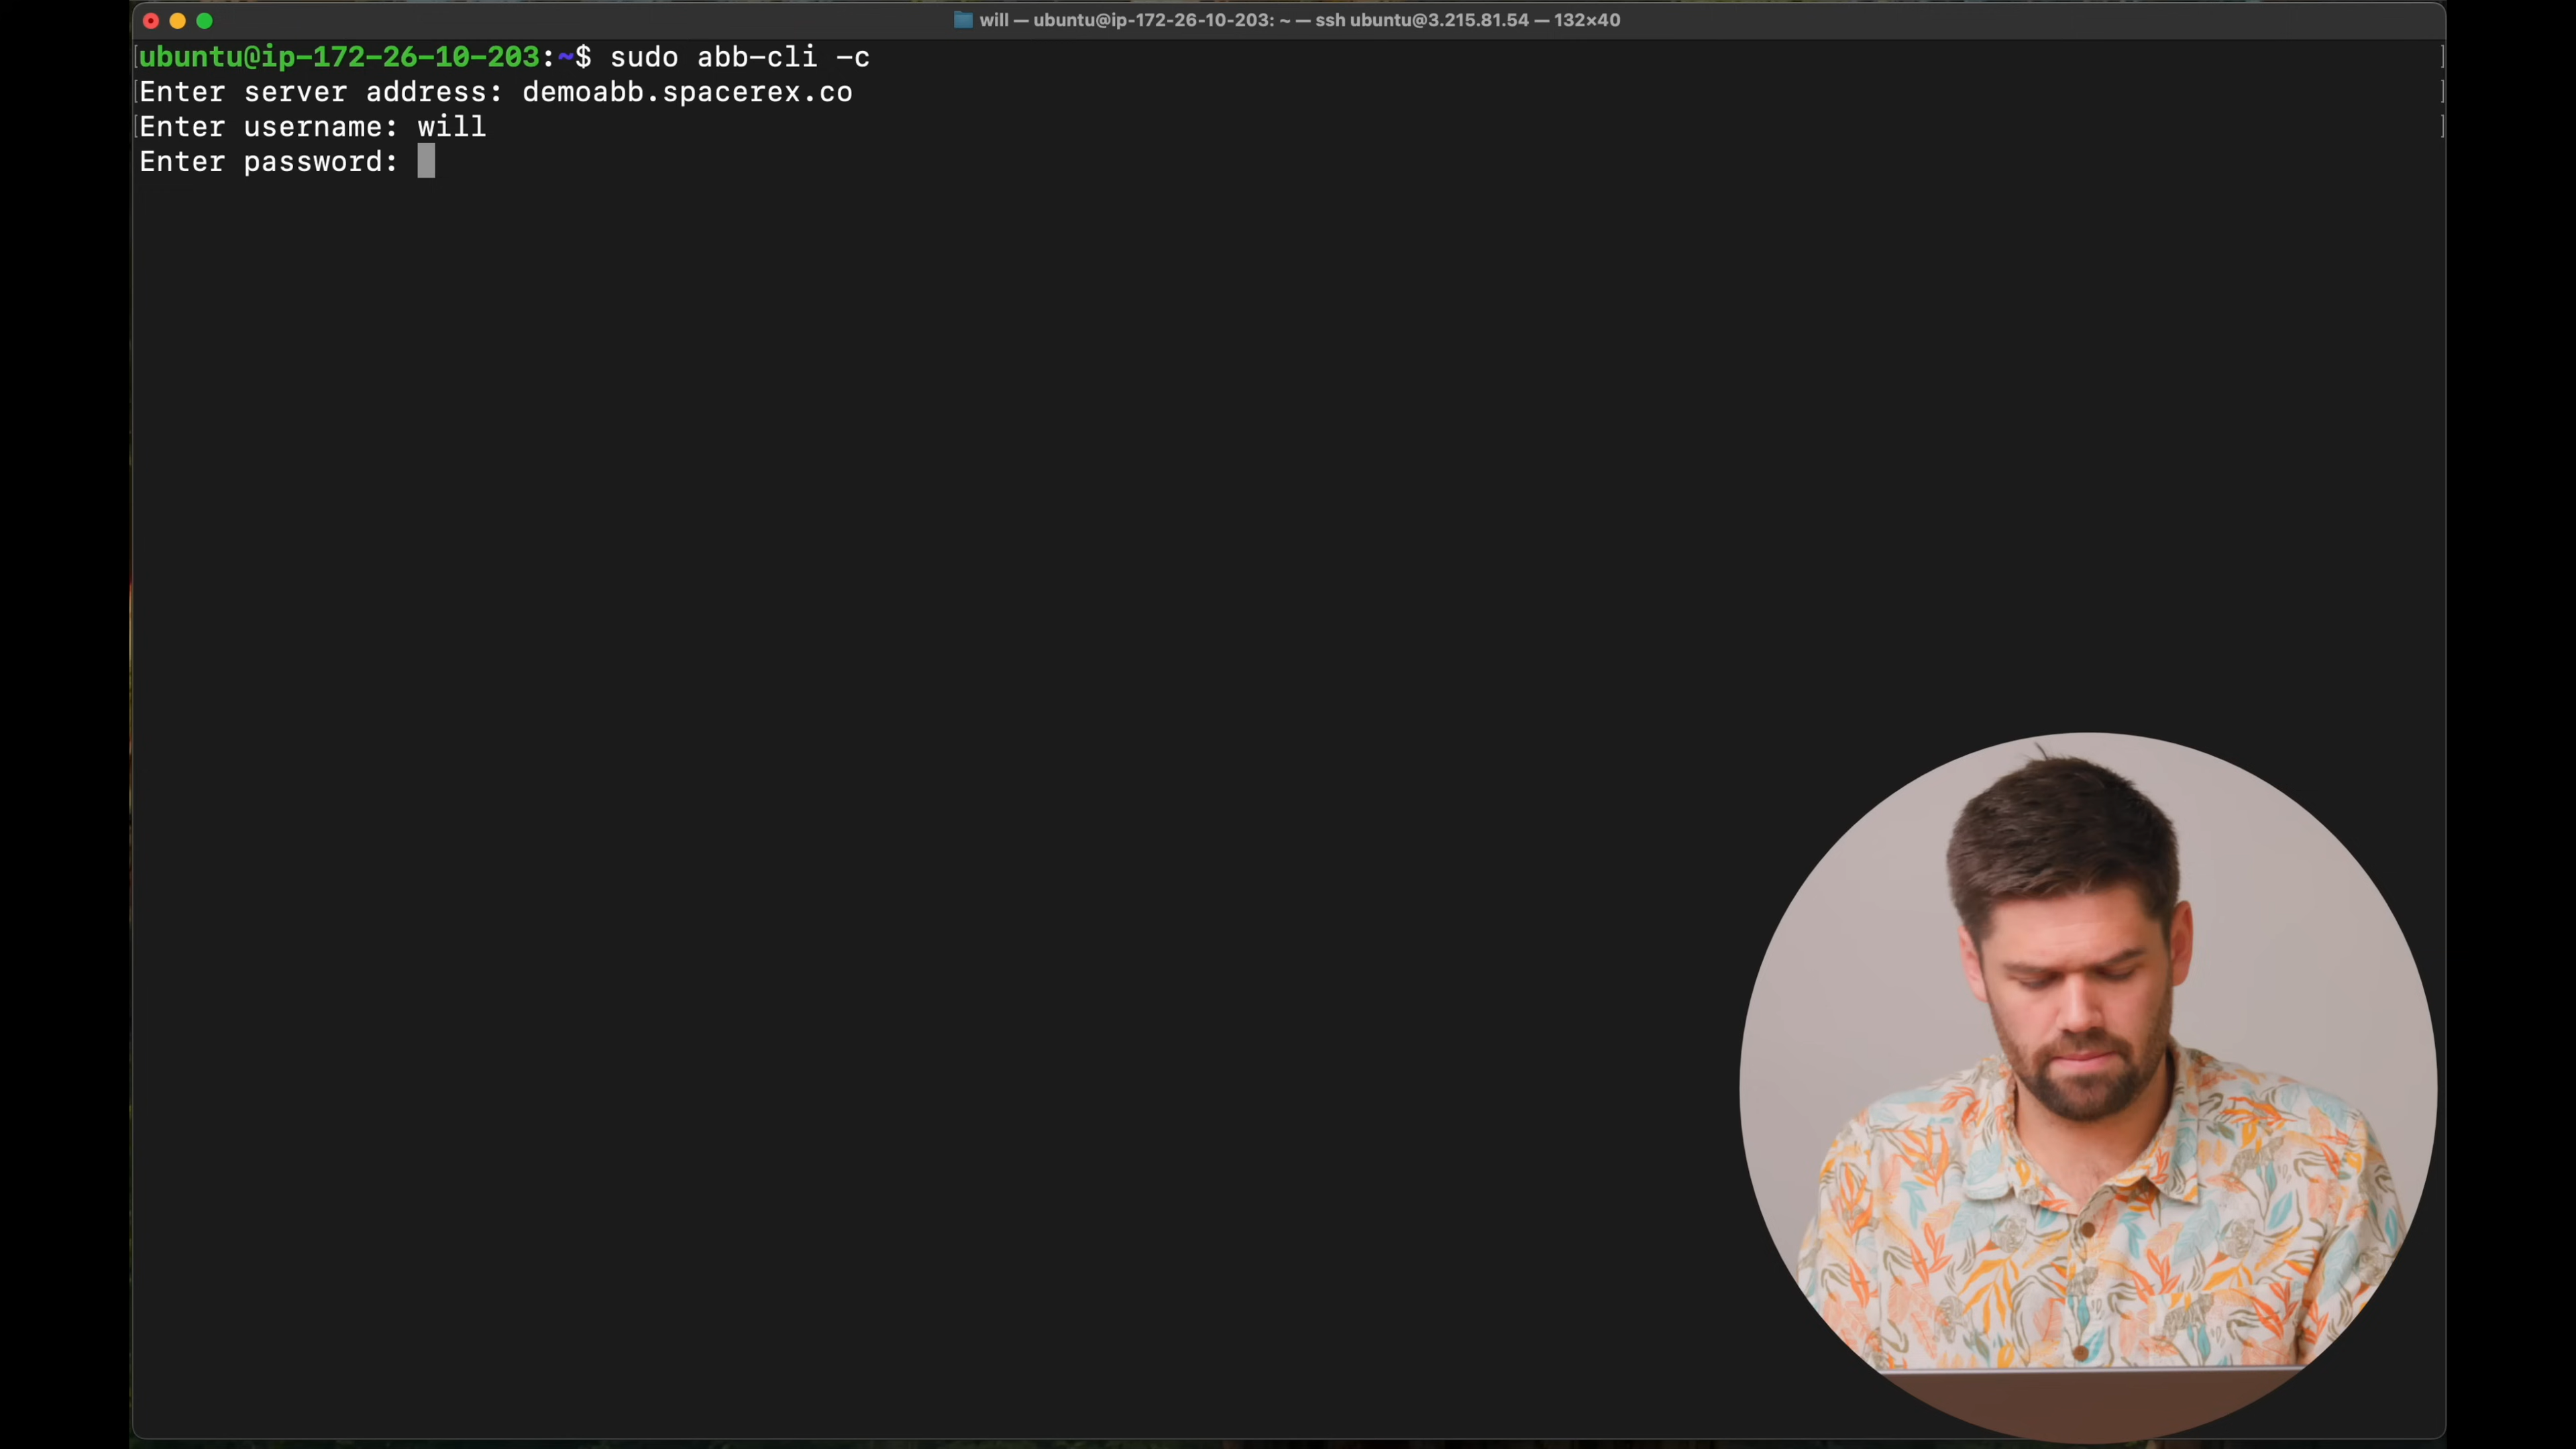 will — ubuntu@ip-172-26-10-203: ~ — ssh ubuntu@3.215.81.54 — 132×40
ubuntu@ip-172-26-10-203:~$ sudo abb-cli -c
Enter server address: demoabb.spacerex.co
Enter username: will
Enter password: